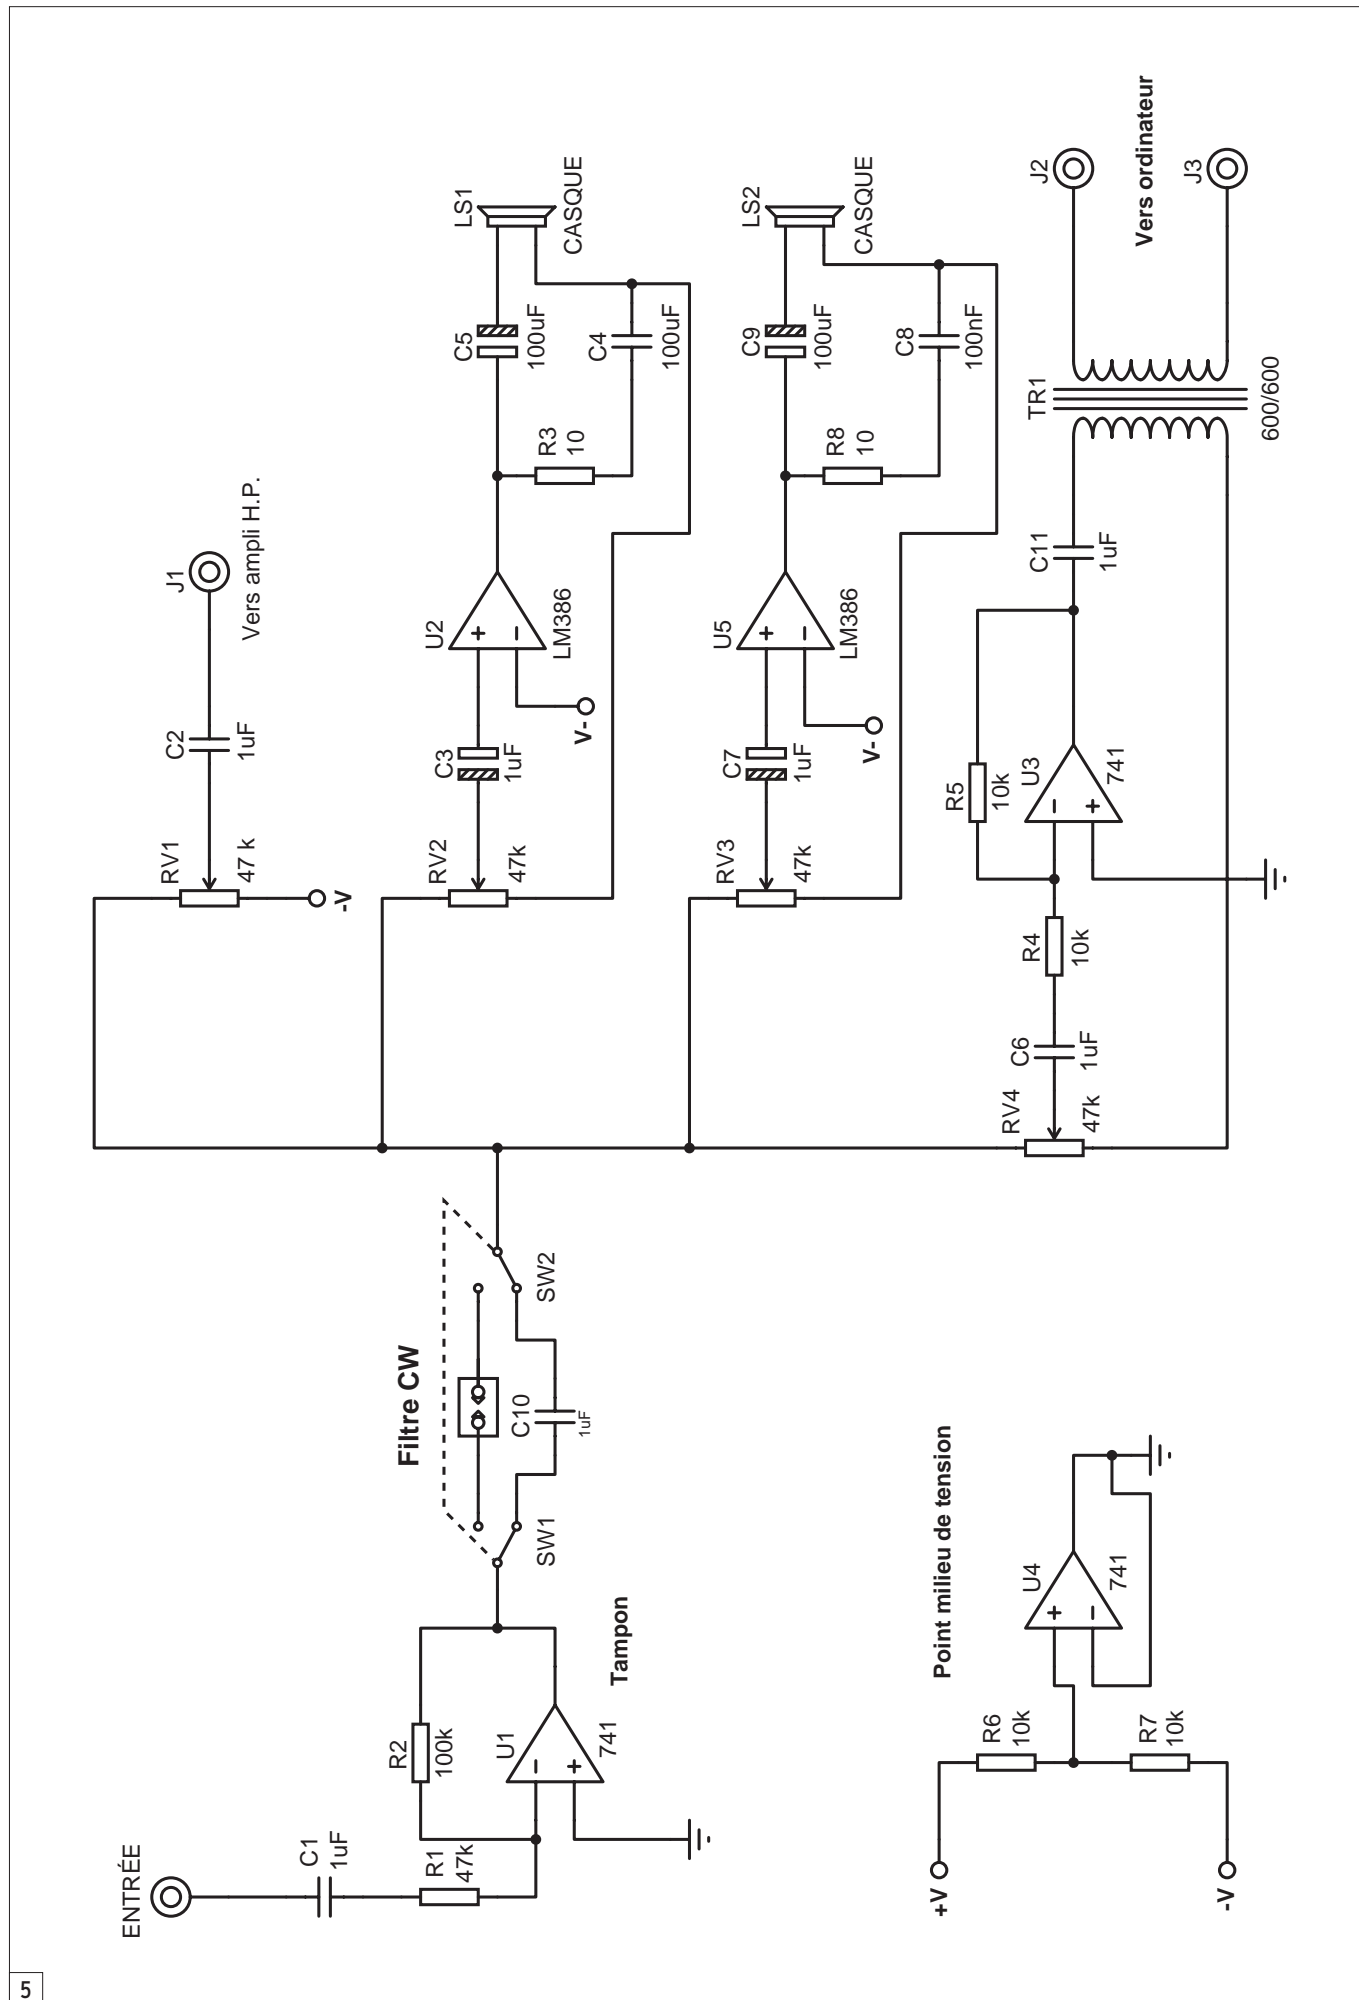 ENTRÉE
C1
1uF
R1
47k
R2
100k
U1
741
Tampon
Filtre CW
SW1
C10
1uF
SW2
RV1
47 k
-V
C2
1uF
J1
Vers ampli H.P.
RV2
47k
C3
1uF
V-
U2
LM386
R3
10
C5
100uF
C4
100uF
LS1
CASQUE
RV3
47k
C7
1uF
V-
U5
LM386
R8
10
C9
100uF
C8
100nF
LS2
CASQUE
RV4
47k
C6
1uF
R4
10k
R5
10k
U3
741
C11
1uF
TR1
600/600
J2
Vers ordinateur
J3
Point milieu de tension
+V
-V
R6
10k
R7
10k
U4
741
5